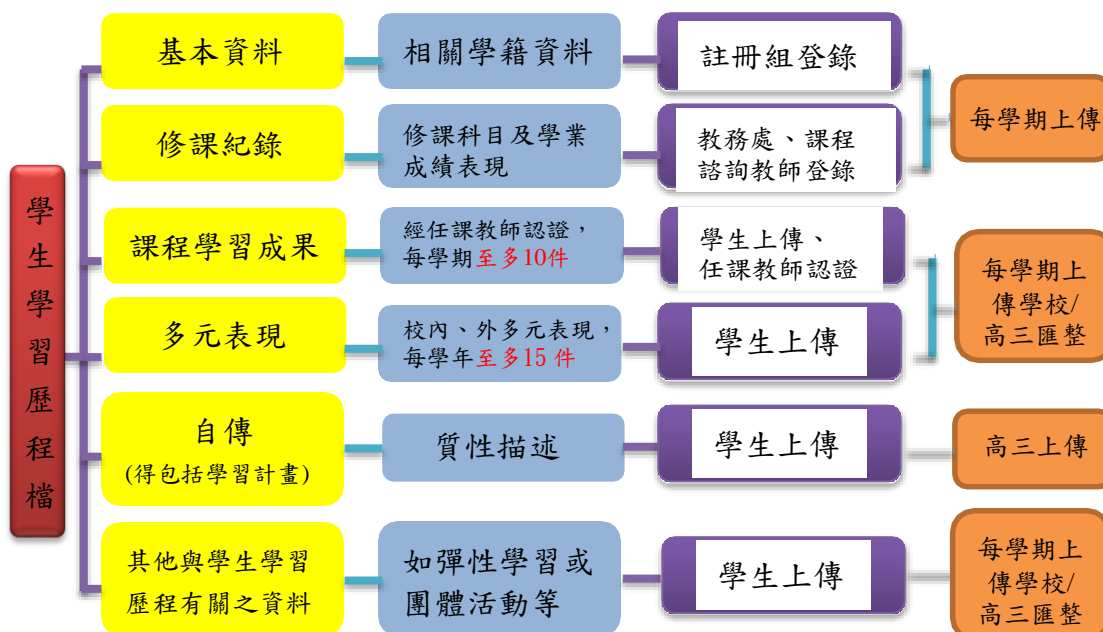 學生學習歷程檔
基本資料
相關學籍資料
註冊組登錄
每學期上傳
修課紀錄
修課科目及學業
成績表現
教務處、課程
諮詢教師登錄
課程學習成果
經任課教師認證，
每學期至多10件
學生上傳、
任課教師認證
每學期上
傳學校/
高三匯整
多元表現
校內、外多元表現，
每學年至多15 件
學生上傳
自傳
(得包括學習計畫)
質性描述
學生上傳
高三上傳
其他與學生學習
歷程有關之資料
如彈性學習或
團體活動等
學生上傳
每學期上
傳學校/
高三匯整